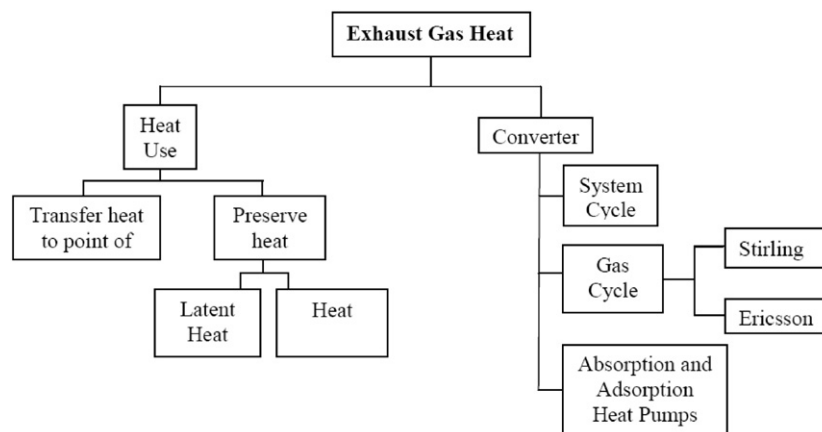 Exhaust Gas Heat
Heat
Use
Converter
Transfer heat
to point of
Preserve
heat
Latent
Heat
Heat
System
Cycle
Gas
Cycle
Stirling
Ericsson
Absorption and
Adsorption
Heat Pumps